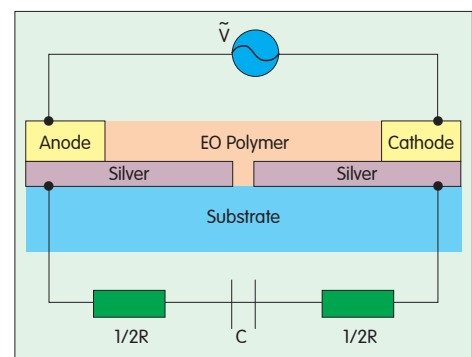 Ṽ
Anode EO Polymer Cathode
Silver Silver
Substrate
1/2R C 1/2R